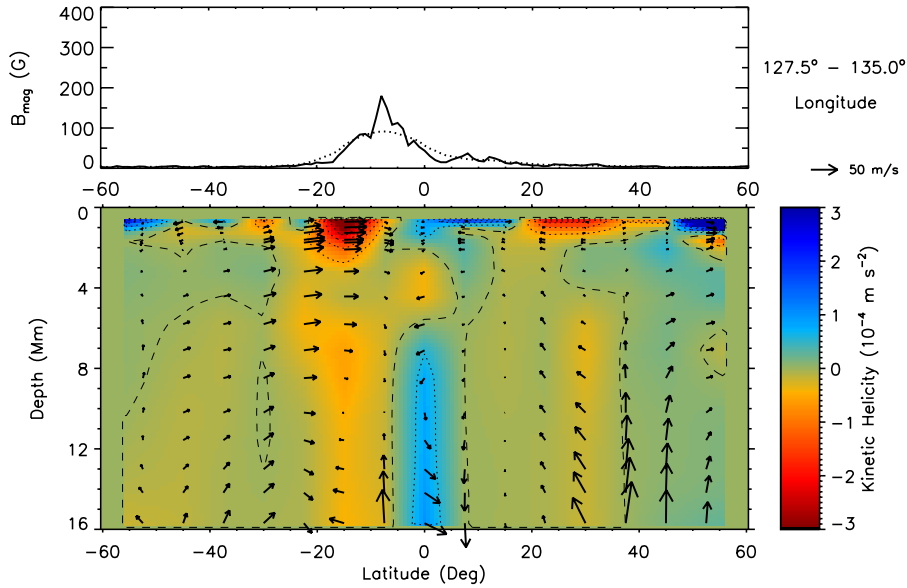 400
300
200
100
0
B_mag (G)
127.5° – 135.0°
Longitude
50 m/s
−60 −40 −20 0 20 40 60
0
4
8
12
16
Depth (Mm)
−60 −40 −20 0 20 40 60
Latitude (Deg)
3
2
1
0
−1
−2
−3
Kinetic Helicity (10⁻⁴ m s⁻²)